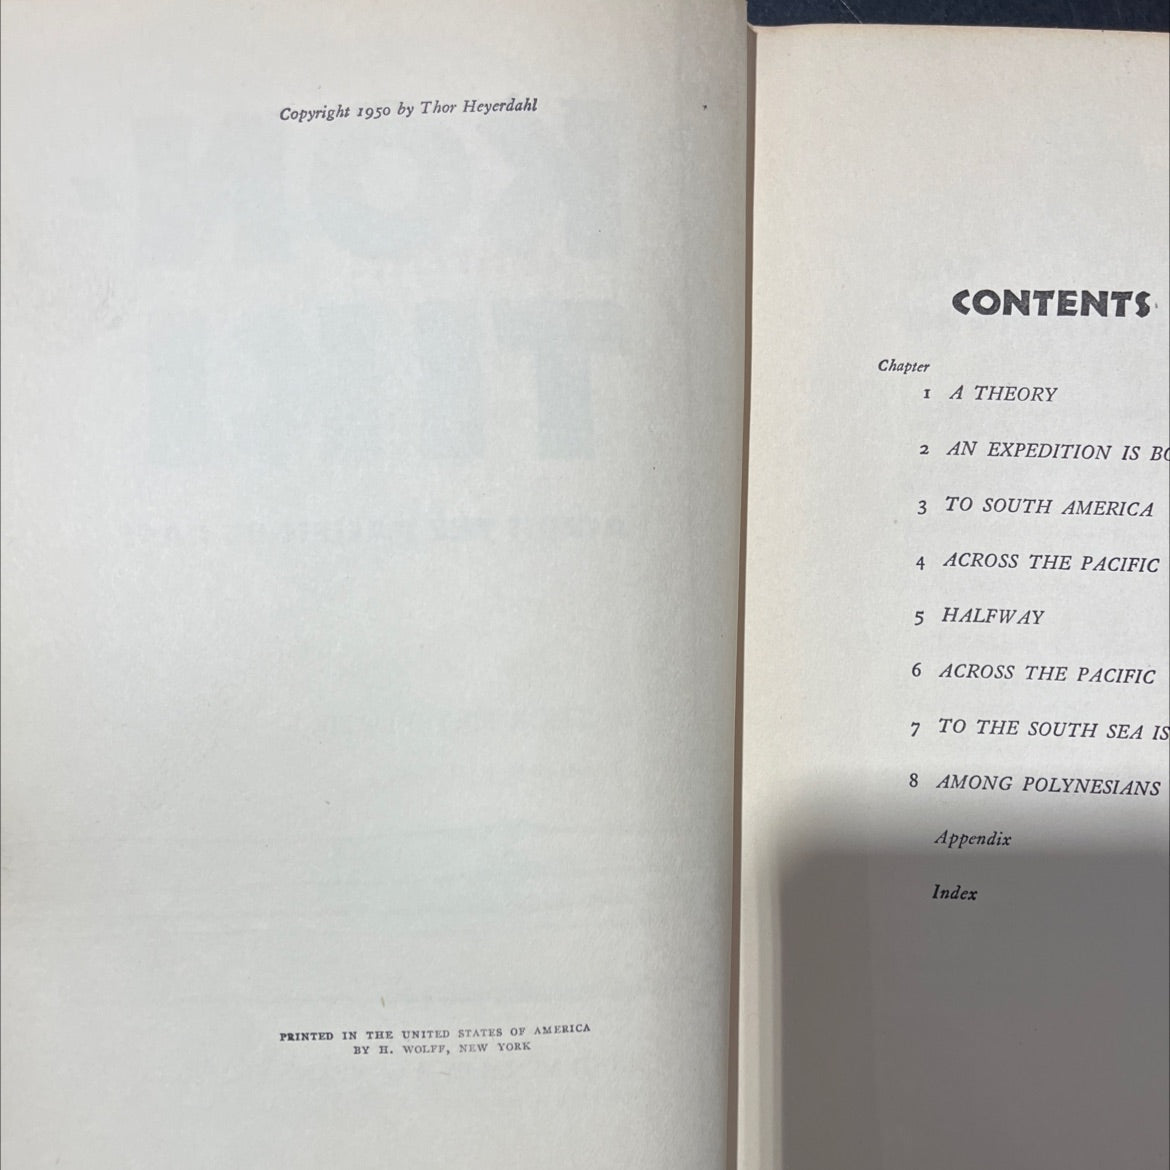 Copyright 1950 by Thor Heyerdahl
PRINTED IN THE UNITED STATES OF AMERICA
BY H. WOLFF, NEW YORK
CONTENTS
Chapter
1 A THEORY
2 AN EXPEDITION IS
3 TO SOUTH AMERICA
4 ACROSS THE PACIFIC
5 HALFWAY
6 ACROSS THE PACIFIC
7 TO THE SOUTH SEA
8 AMONG POLYNESIANS
Appendix
Index